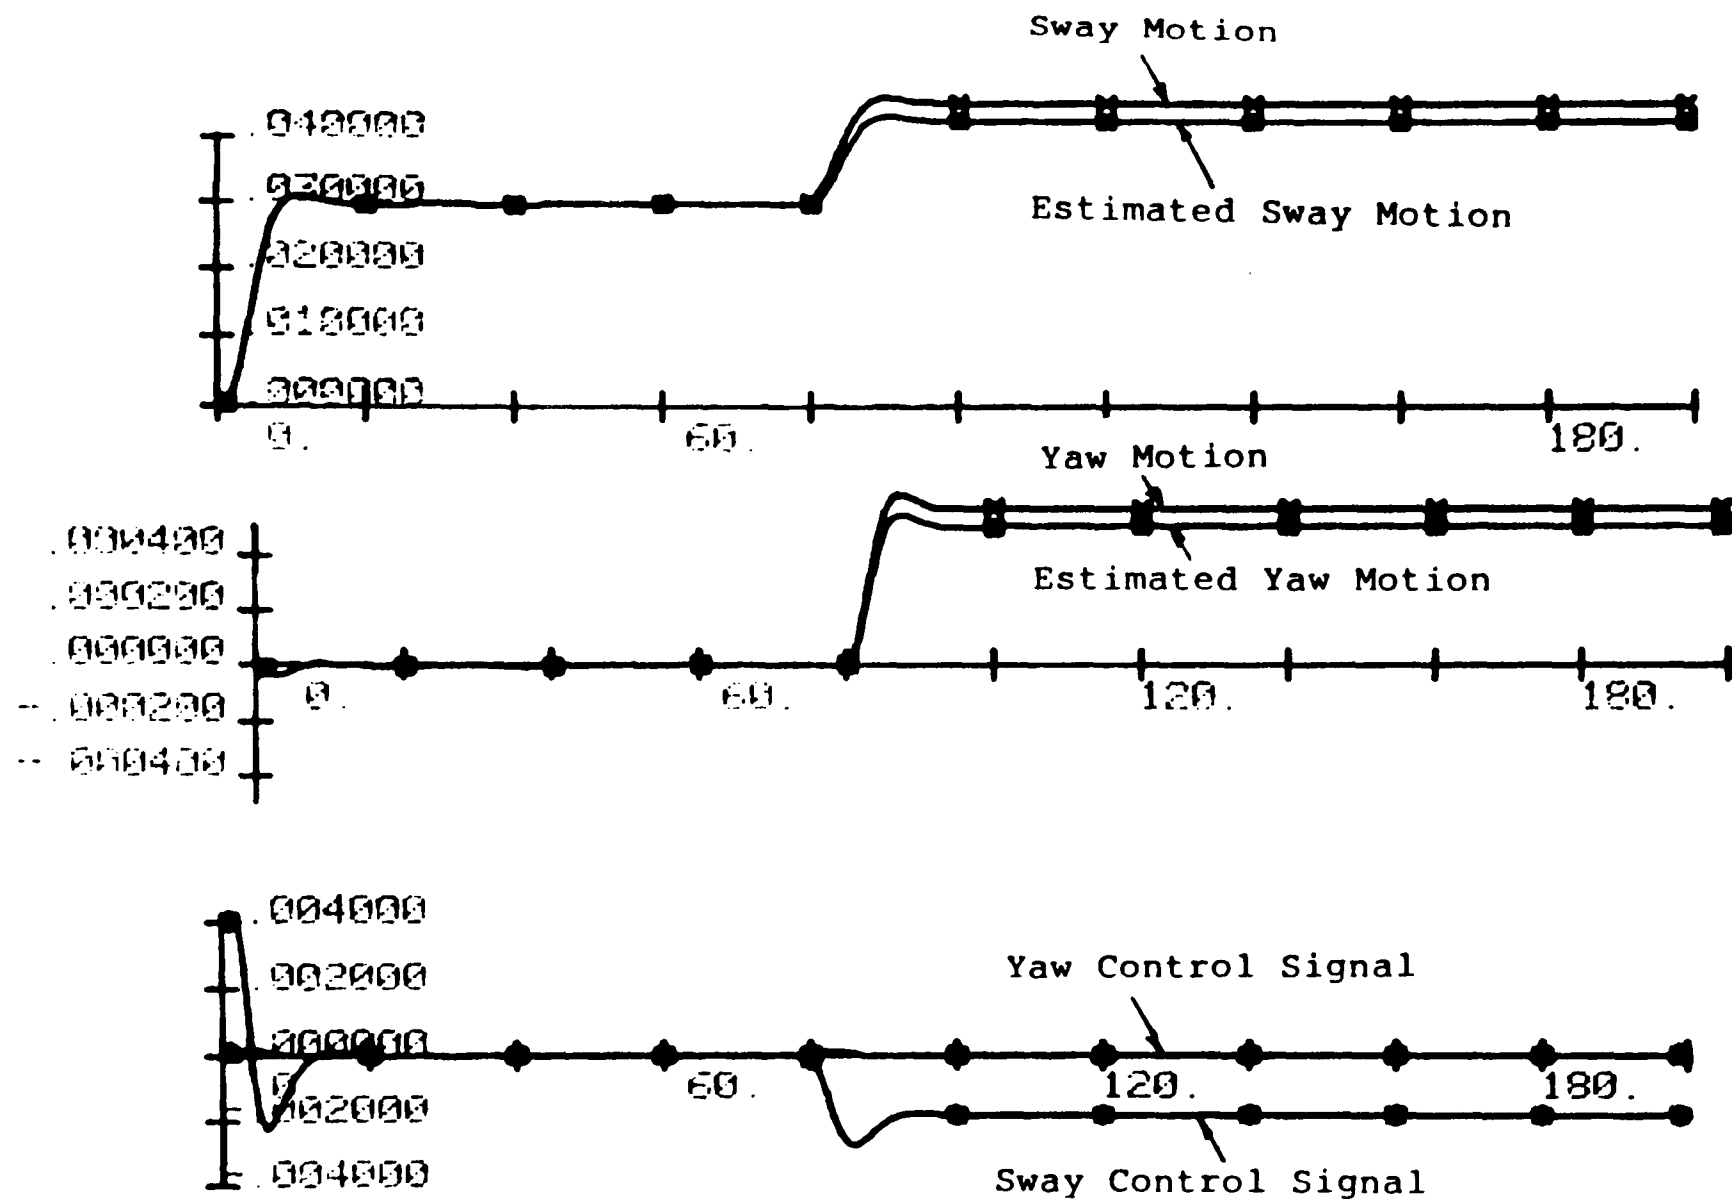 Sway Motion
.040000
.030000
Estimated Sway Motion
.020000
.010000
.000000
0. 60. 180.
Yaw Motion
.000400
Estimated Yaw Motion
.000200
.000000
0. 60. 120. 180.
-.000200
-.000400
.004000
Yaw Control Signal
.002000
.000000
0 60. 120. 180.
-.002000
Sway Control Signal
-.004000